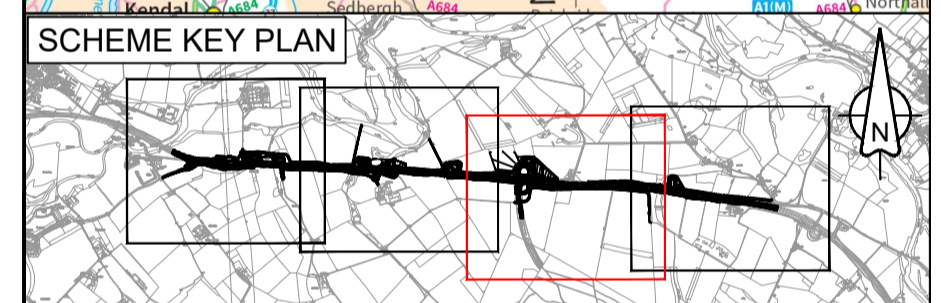 Kendal
A684
Sedbergh
A684
A1(M)
A684
SCHEME KEY PLAN
N